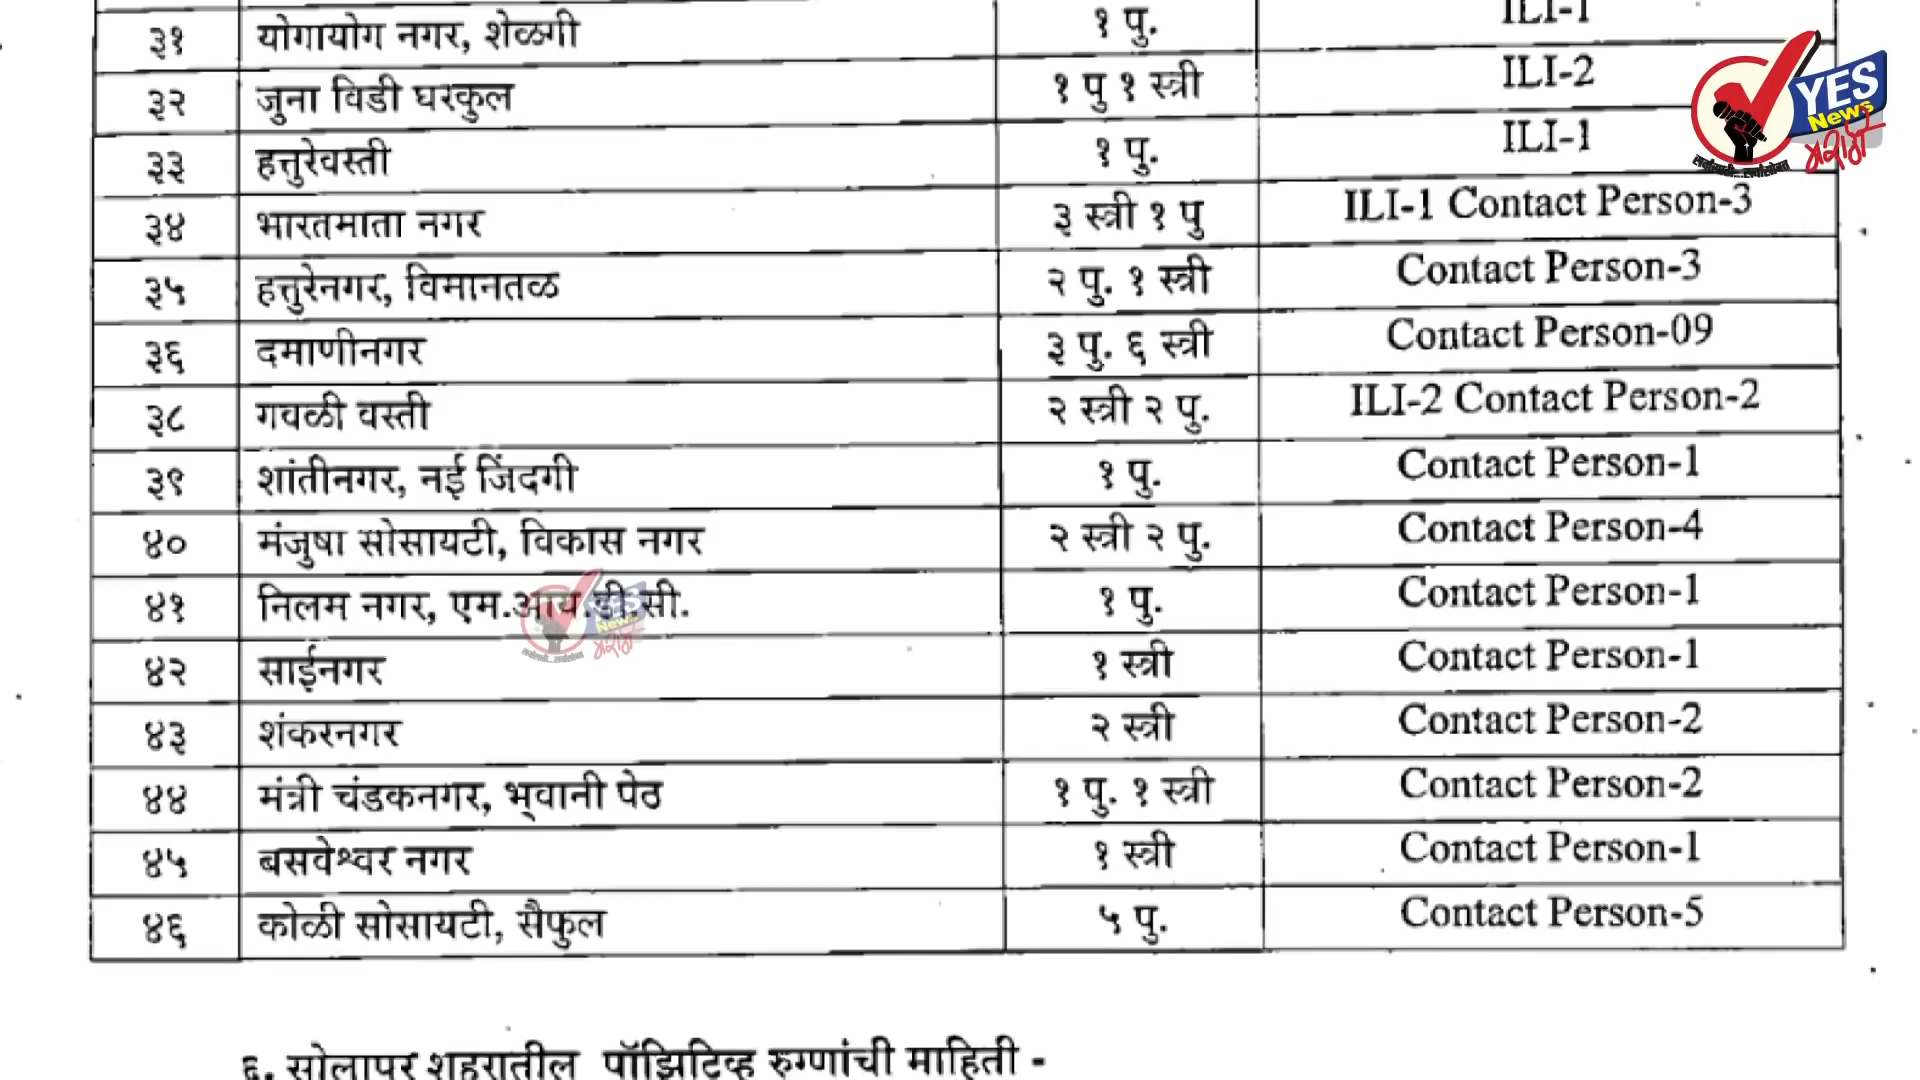 ३१ योगायोग नगर, शेळगी १ पु. ILI-1
३२ जुना विडी घरकुल १ पु १ स्त्री ILI-2
३३ हत्तुरेवस्ती १ पु. ILI-1
३४ भारतमाता नगर ३ स्त्री १ पु ILI-1 Contact Person-3
३५ हत्तुरेनगर, विमानतळ २ पु. १ स्त्री Contact Person-3
३६ दमाणीनगर ३ पु. ६ स्त्री Contact Person-09
३८ गवळी वस्ती २ स्त्री २ पु. ILI-2 Contact Person-2
३९ शांतीनगर, नई जिंदगी १ पु. Contact Person-1
४० मंजुषा सोसायटी, विकास नगर २ स्त्री २ पु. Contact Person-4
४१ निलम नगर, एम.आय.डी.सी. १ पु. Contact Person-1
४२ साईनगर १ स्त्री Contact Person-1
४३ शंकरनगर २ स्त्री Contact Person-2
४४ मंत्री चंडकनगर, भवानी पेठ १ पु. १ स्त्री Contact Person-2
४५ बसवेश्वर नगर १ स्त्री Contact Person-1
४६ कोळी सोसायटी, सैफुल ५ पु. Contact Person-5
६. सोलापूर शहरातील पॉझिटिव्ह रुग्णांची माहिती -
YES
News
मराठी
YES
News
मराठी